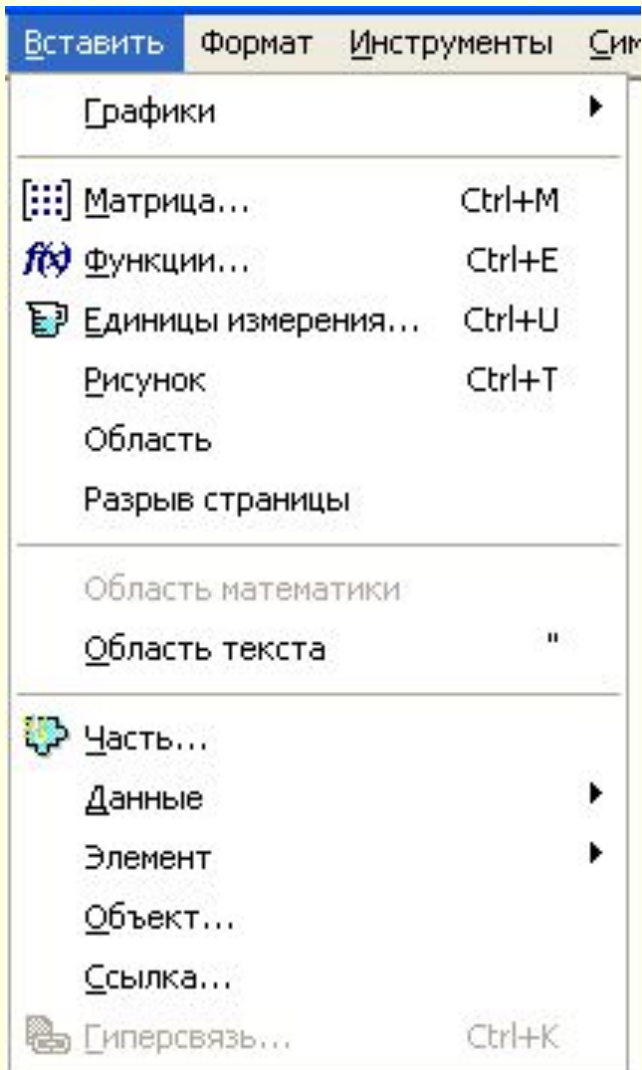 Вставить Формат Инструменты Сим
Графики
Матрица... Ctrl+M
f(x) Функции... Ctrl+E
Единицы измерения... Ctrl+U
Рисунок Ctrl+T
Область
Разрыв страницы
Область математики
Область текста "
Часть...
Данные
Элемент
Объект...
Ссылка...
Гиперсвязь... Ctrl+K